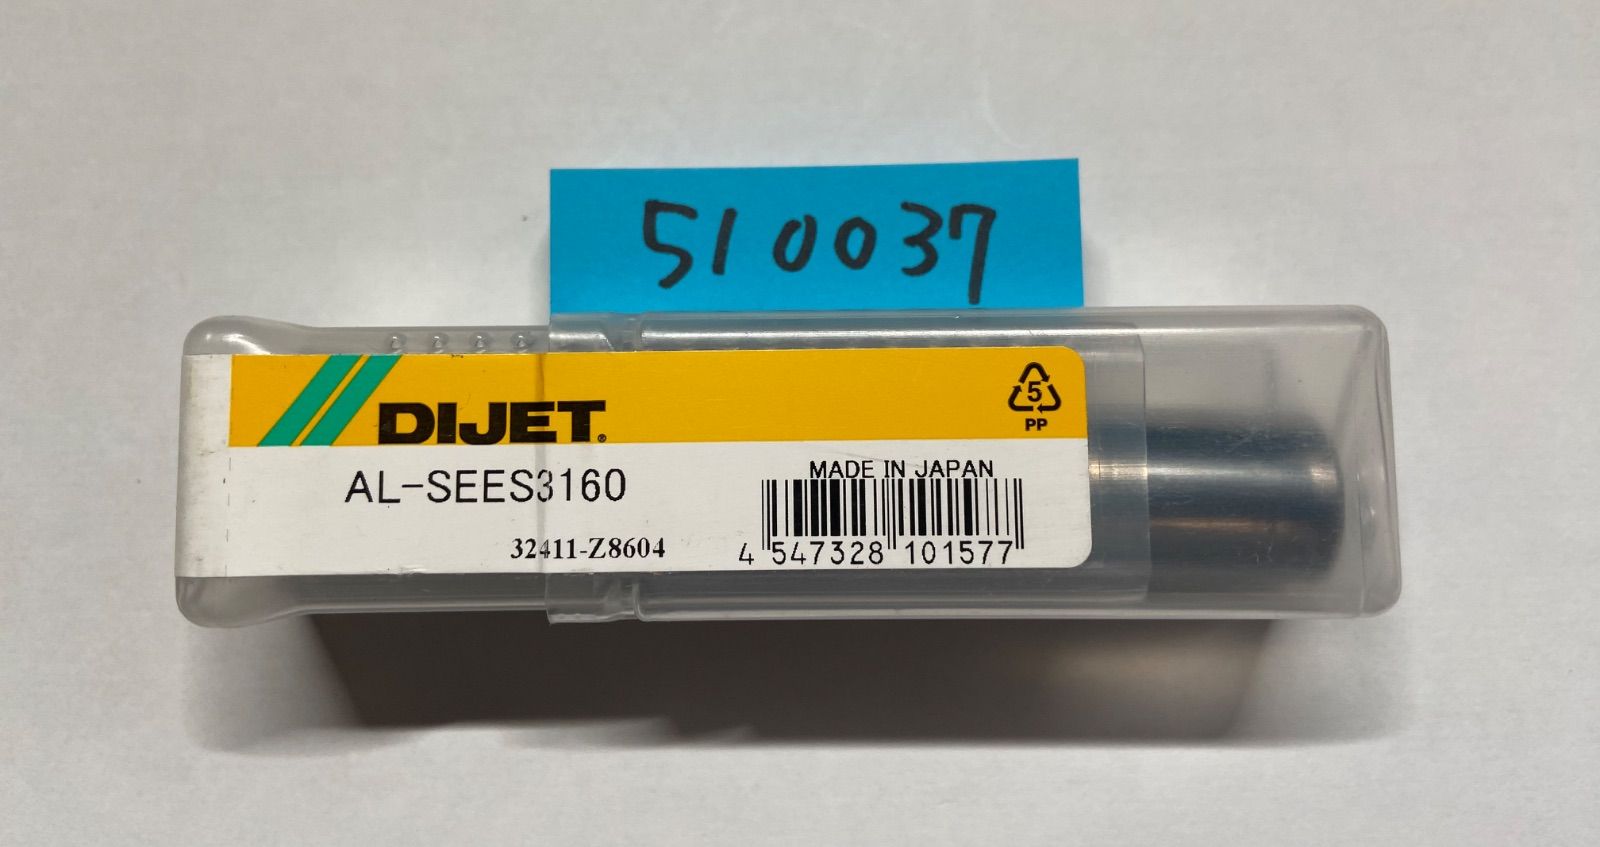 510037
DIJET®
5
PP
AL-SEES3160
MADE IN JAPAN
32411-Z8604
4 547328 101577